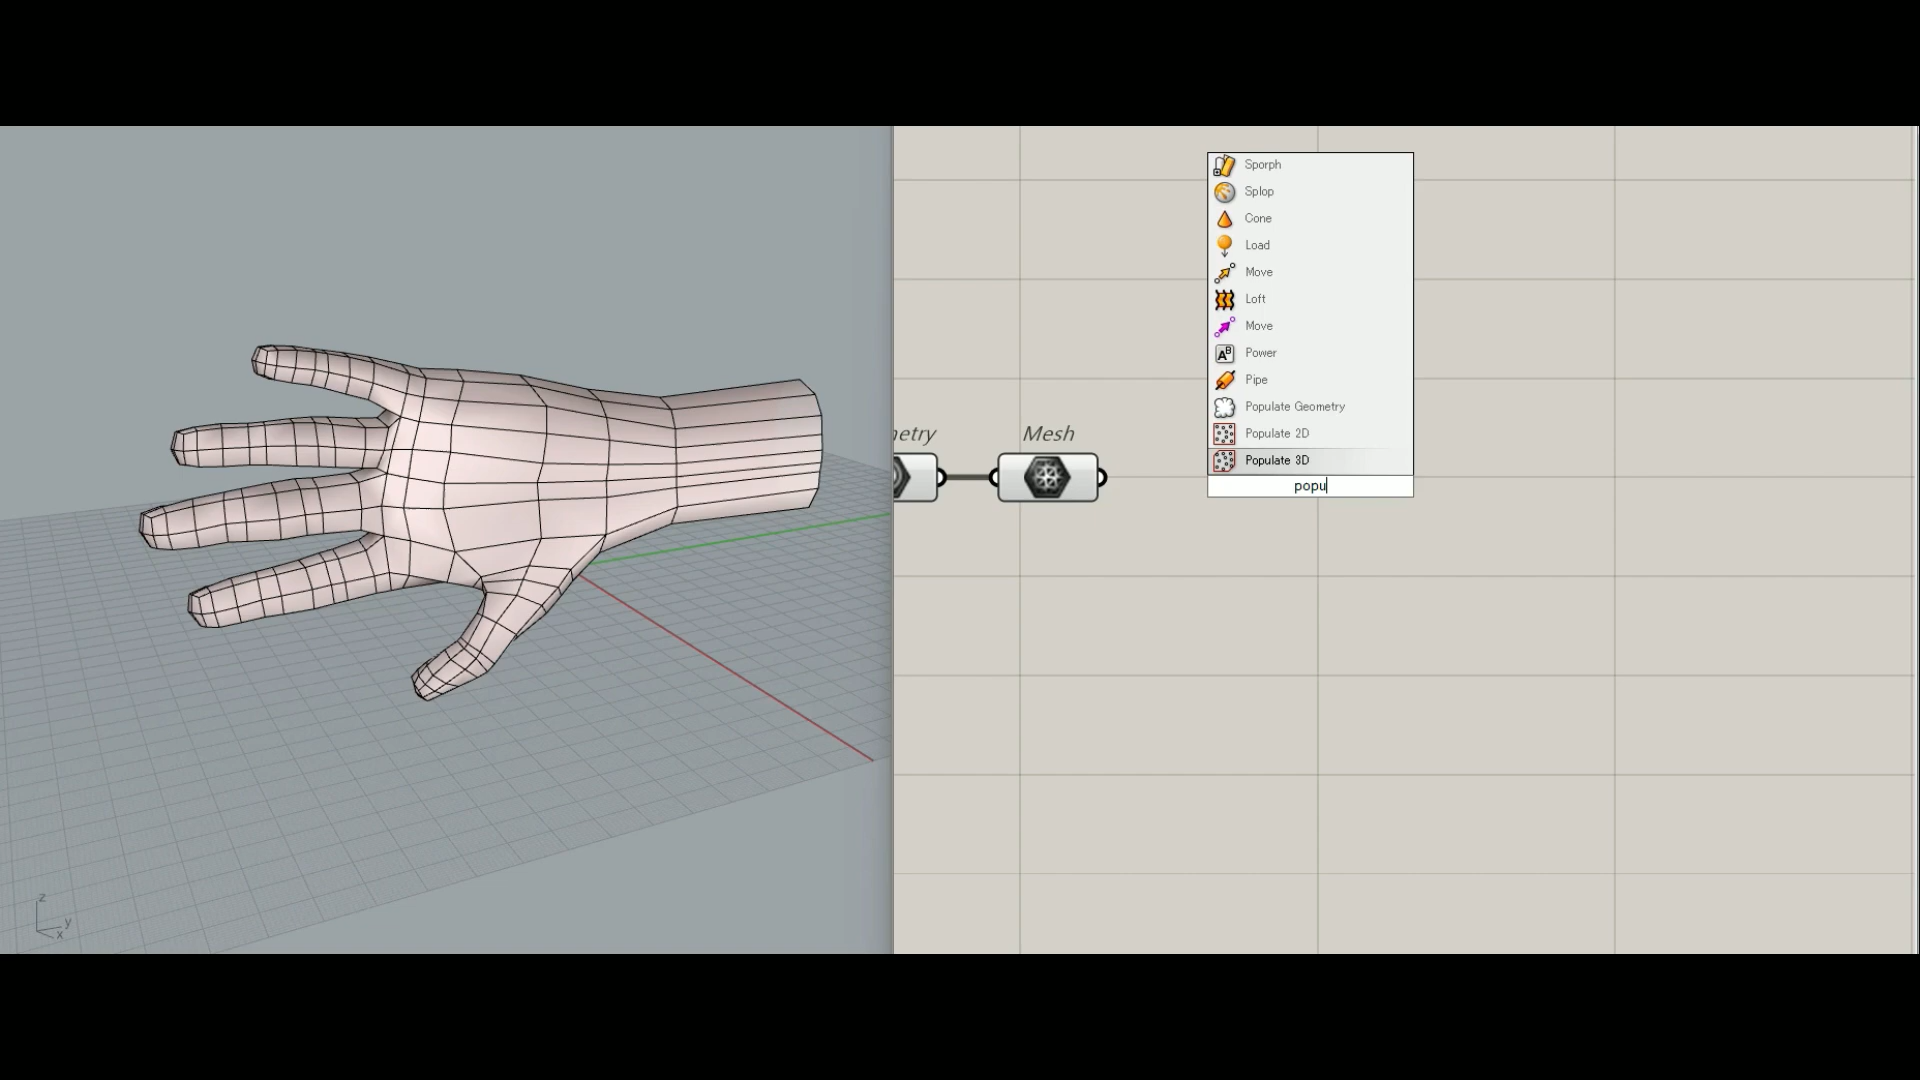 Sporph
Splop
Cone
Load
Move
Loft
Move
Power
Pipe
Populate Geometry
Populate 2D
Populate 3D
popu
etry
Mesh
z
y
x